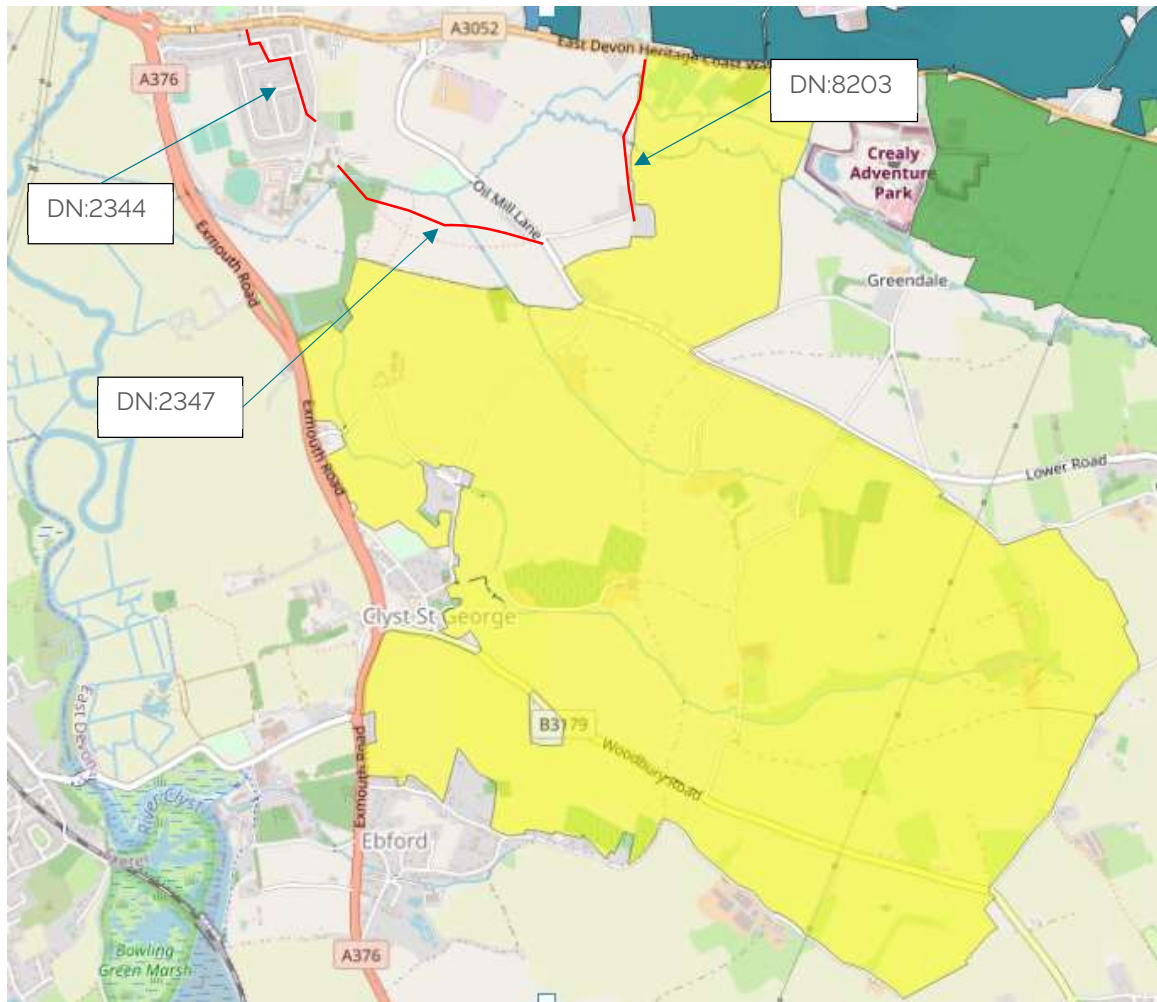 A3052
East Devon Heritage Coast Wa
A376
DN:8203
Crealy
Adventure
Park
DN:2344
Oil Mill Lane
Exmouth Road
Greendale
DN:2347
Exmouth Road
Lower Road
Clyst St George
East Devon
B3179
Woodbury Road
Exmouth Road
River Clyst
Ebford
Bowling
Green Marsh
A376